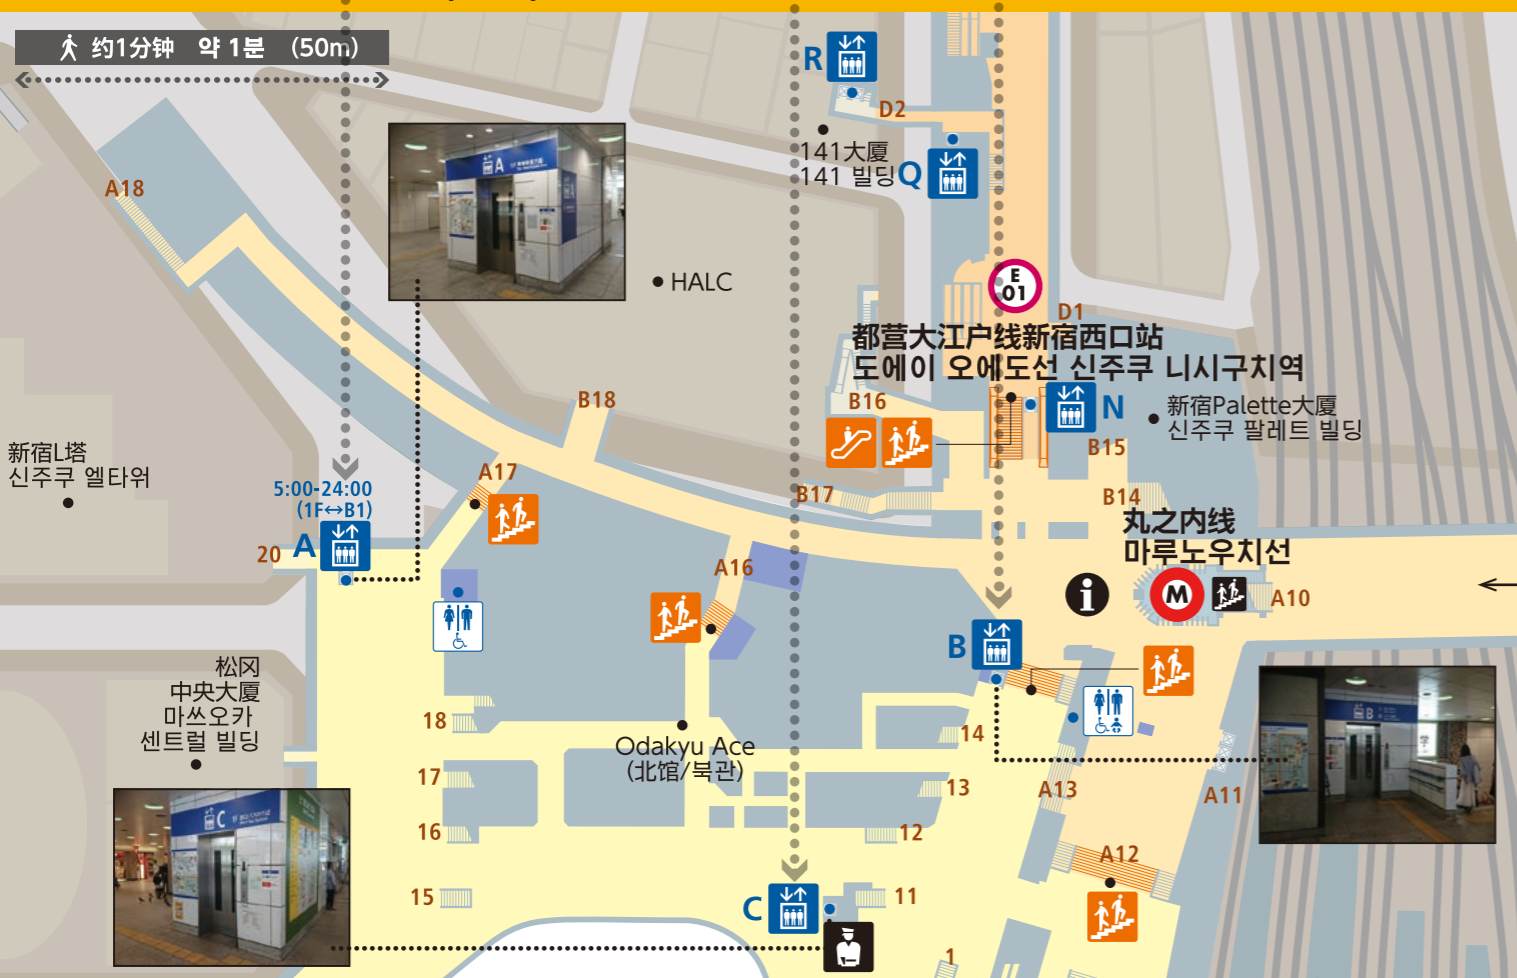 约1分钟 약 1분 (50m)
R
D2
141大厦
141 빌딩
Q
A18
A
HALC
E
01
D1
都营大江户线新宿西口站
도에이 오에도선 신주쿠 니시구치역
B18
B16
N
新宿Palette大厦
신주쿠 팔레트 빌딩
B15
新宿L塔
신주쿠 엘타워
A17
5:00-24:00
(1F↔B1)
B17
B14
丸之内线
마루노우치선
20
A
A16
i
M
A10
B
松冈
中央大厦
마쓰오카
센트럴 빌딩
18
14
Odakyu Ace
(北馆/북관)
B
17
13
A13
A11
C
16
12
A12
15
C
11
1